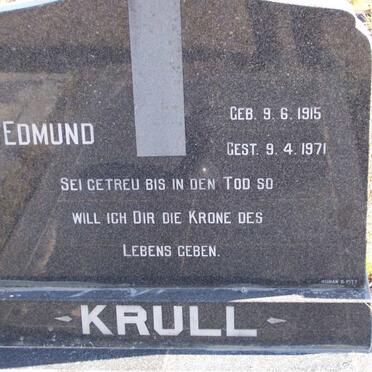 EDMUND
GEB. 9. 6. 1915
GEST. 9. 4. 1971
SEI GETREU BIS IN DEN TOD SO
WILL ICH DIR DIE KRONE DES
LEBENS GEBEN.
KRULL